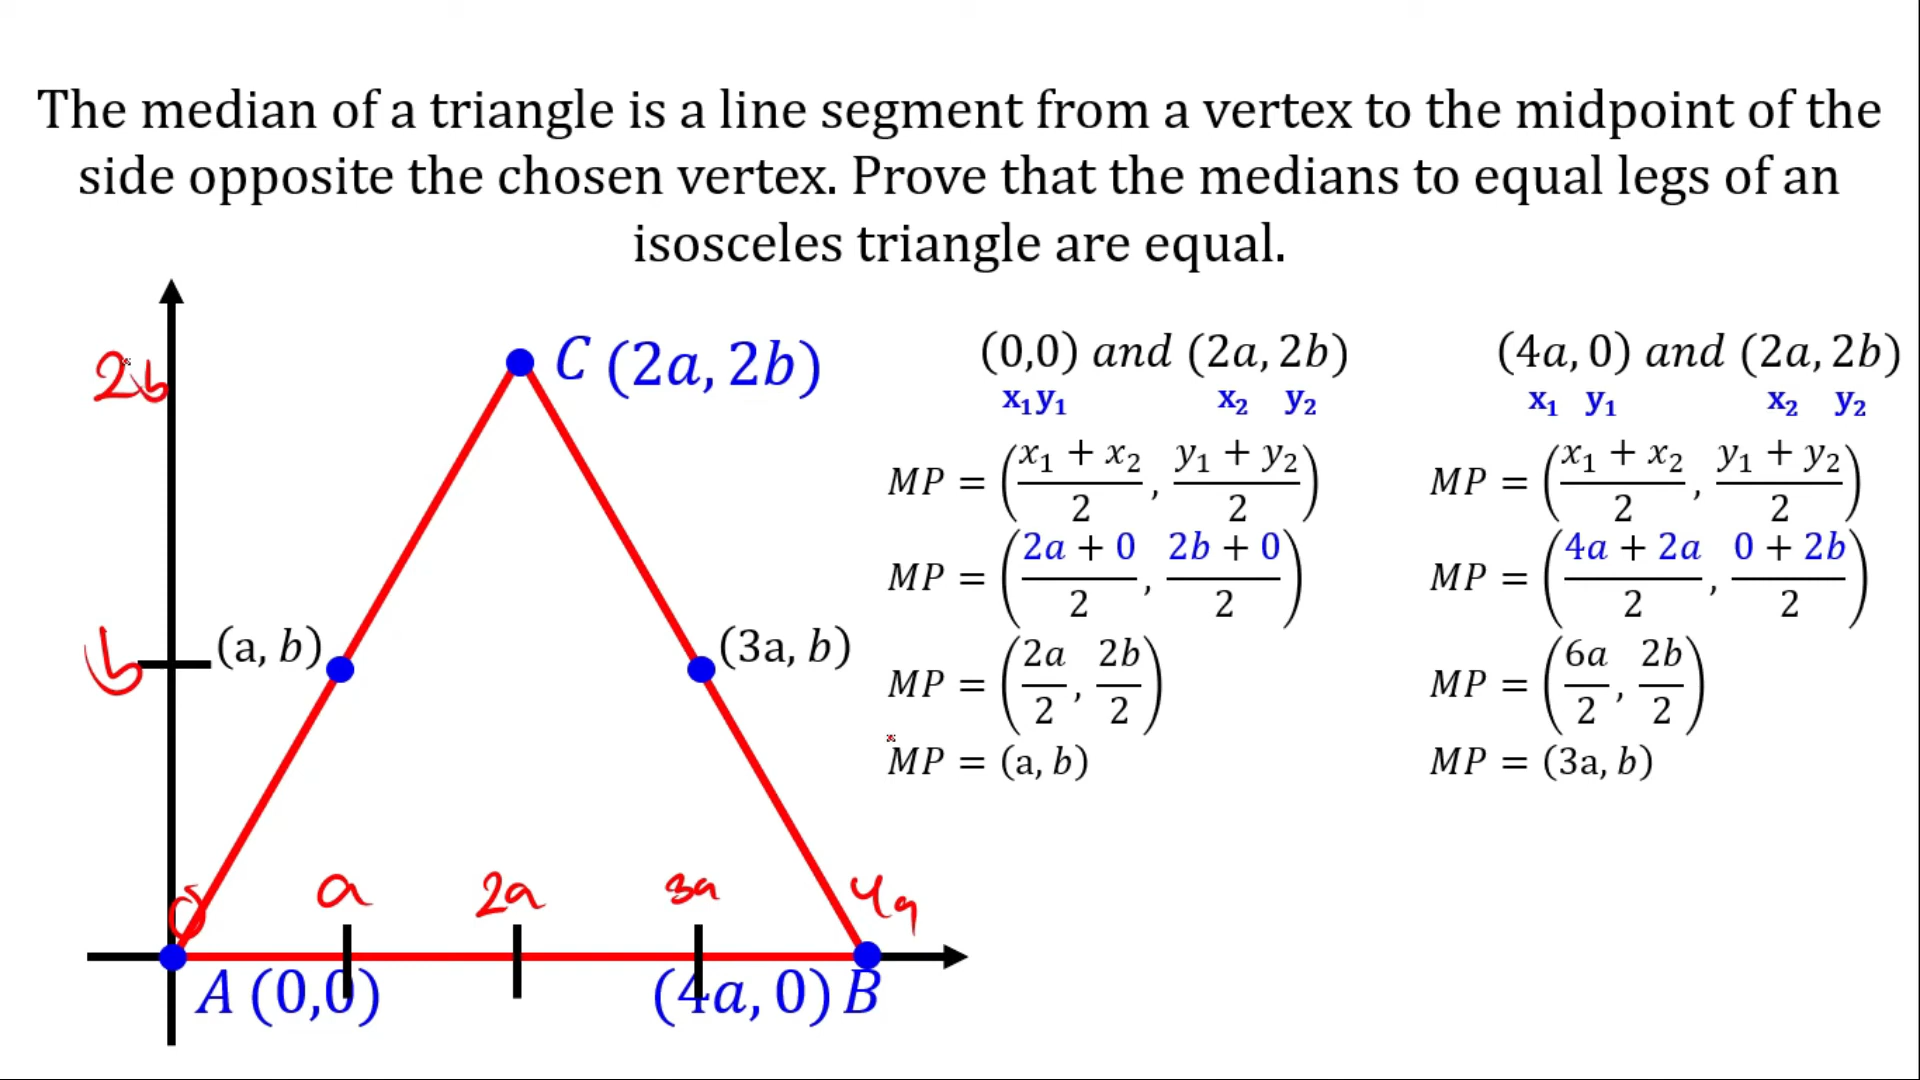 The median of a triangle is a line segment from a vertex to the midpoint of the
side opposite the chosen vertex. Prove that the medians to equal legs of an
isosceles triangle are equal.
2b
C (2a, 2b)
b
(a, b)
(3a, b)
0
a
2a
3a
4a
A (0,0)
(4a, 0) B
(0,0) and (2a, 2b)
x₁ y₁ x₂ y₂
MP = ((x₁ + x₂)/2, (y₁ + y₂)/2)
MP = ((2a + 0)/2, (2b + 0)/2)
MP = (2a/2, 2b/2)
MP = (a, b)
(4a, 0) and (2a, 2b)
x₁ y₁ x₂ y₂
MP = ((x₁ + x₂)/2, (y₁ + y₂)/2)
MP = ((4a + 2a)/2, (0 + 2b)/2)
MP = (6a/2, 2b/2)
MP = (3a, b)